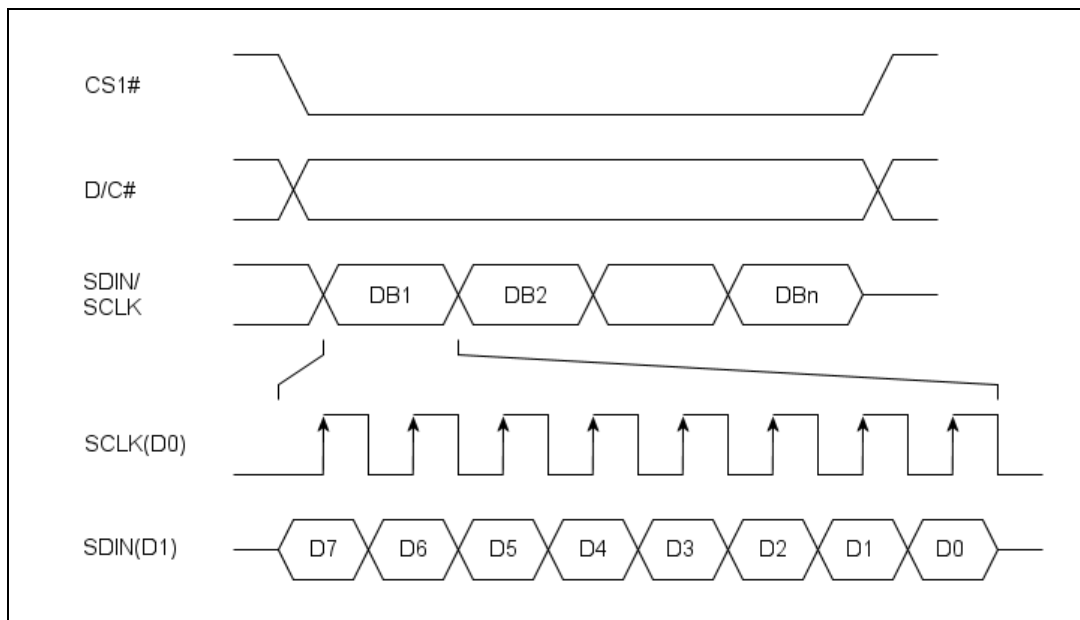 CS1#
D/C#
SDIN/
SCLK
DB1 DB2 DBn
SCLK(D0)
SDIN(D1)
D7 D6 D5 D4 D3 D2 D1 D0